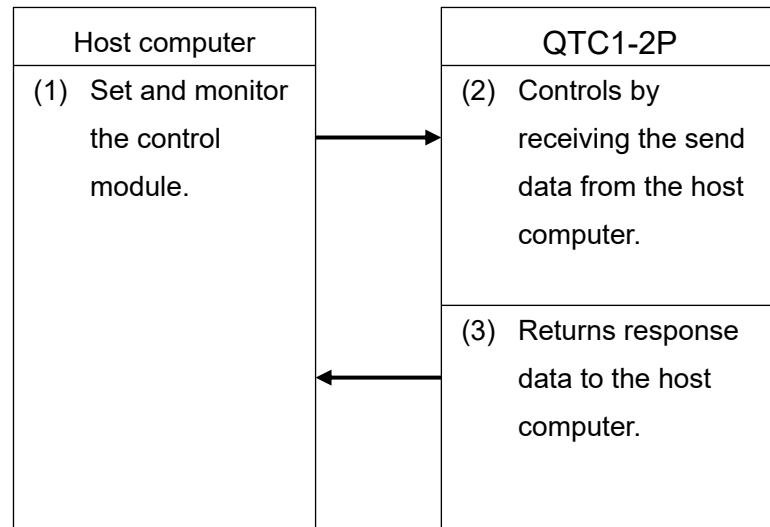 Host computer
(1) Set and monitor
the control
module.
QTC1-2P
(2) Controls by
receiving the send
data from the host
computer.
(3) Returns response
data to the host
computer.